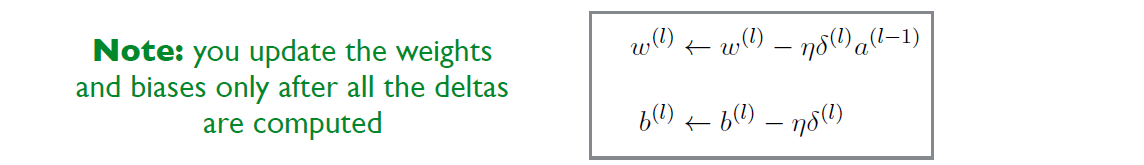 Note: you update the weights
and biases only after all the deltas
are computed
w^{(l)} ← w^{(l)} − ηδ^{(l)}a^{(l−1)}
b^{(l)} ← b^{(l)} − ηδ^{(l)}